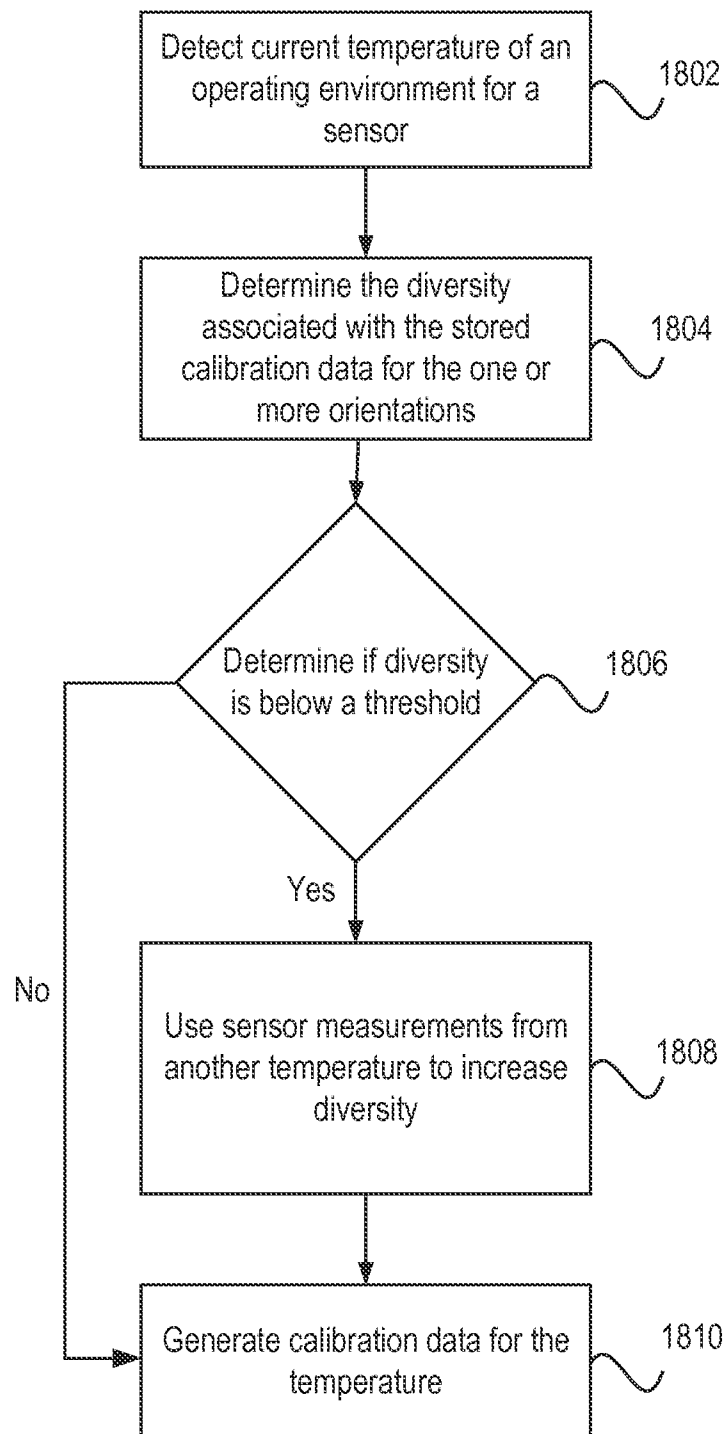 Detect current temperature of an
operating environment for a
sensor
1802
Determine the diversity
associated with the stored
calibration data for the one or
more orientations
1804
Determine if diversity
is below a threshold
1806
Yes
No
Use sensor measurements from
another temperature to increase
diversity
1808
Generate calibration data for the
temperature
1810